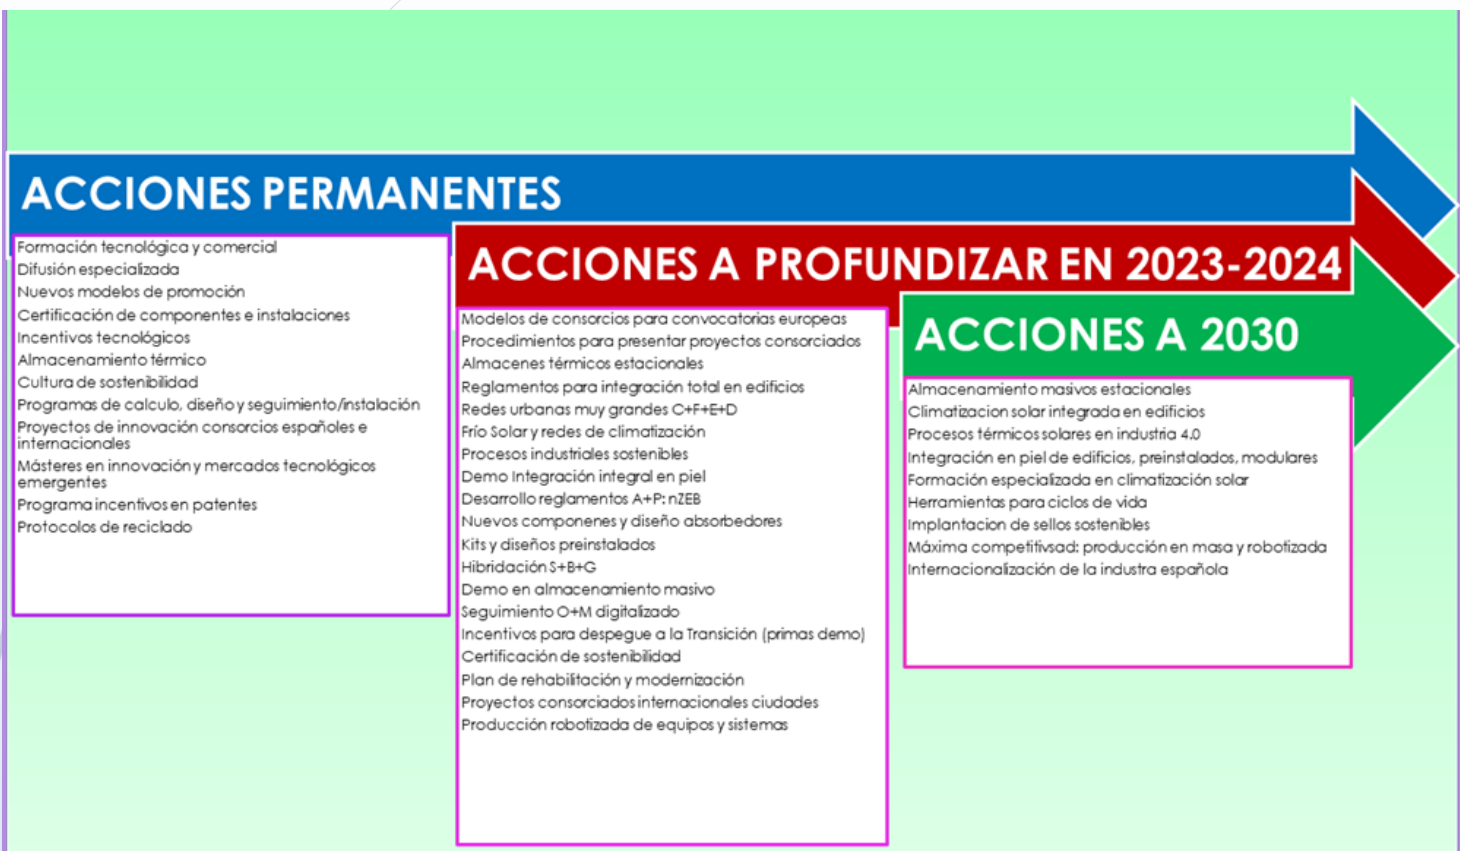 ACCIONES PERMANENTES
Formación tecnológica y comercial
Difusión especializada
Nuevos modelos de promoción
Certificación de componentes e instalaciones
Incentivos tecnológicos
Almacenamiento térmico
Cultura de sostenibilidad
Programas de calculo, diseño y seguimiento/instalación
Proyectos de innovación consorcios españoles e
internacionales
Másteres en innovación y mercados tecnológicos
emergentes
Programa incentivos en patentes
Protocolos de reciclado
ACCIONES A PROFUNDIZAR EN 2023-2024
Modelos de consorcios para convocatorias europeas
Procedimientos para presentar proyectos consorciados
Almacenes térmicos estacionales
Reglamentos para integración total en edificios
Redes urbanas muy grandes C+F+E+D
Frío Solar y redes de climatización
Procesos industriales sostenibles
Demo Integración integral en piel
Desarrollo reglamentos A+P: nZEB
Nuevos componenes y diseño absorbedores
Kits y diseños preinstalados
Hibridación S+B+G
Demo en almacenamiento masivo
Seguimiento O+M digitalizado
Incentivos para despegue a la Transición (primas demo)
Certificación de sostenibilidad
Plan de rehabilitación y modernización
Proyectos consorciados internacionales ciudades
Producción robotizada de equipos y sistemas
ACCIONES A 2030
Almacenamiento masivos estacionales
Climatizacion solar integrada en edificios
Procesos térmicos solares en industria 4.0
Integración en piel de edificios, preinstalados, modulares
Formación especializada en climatización solar
Herramientas para ciclos de vida
Implantacion de sellos sostenibles
Máxima competitivsad: producción en masa y robotizada
Internacionalización de la industra española